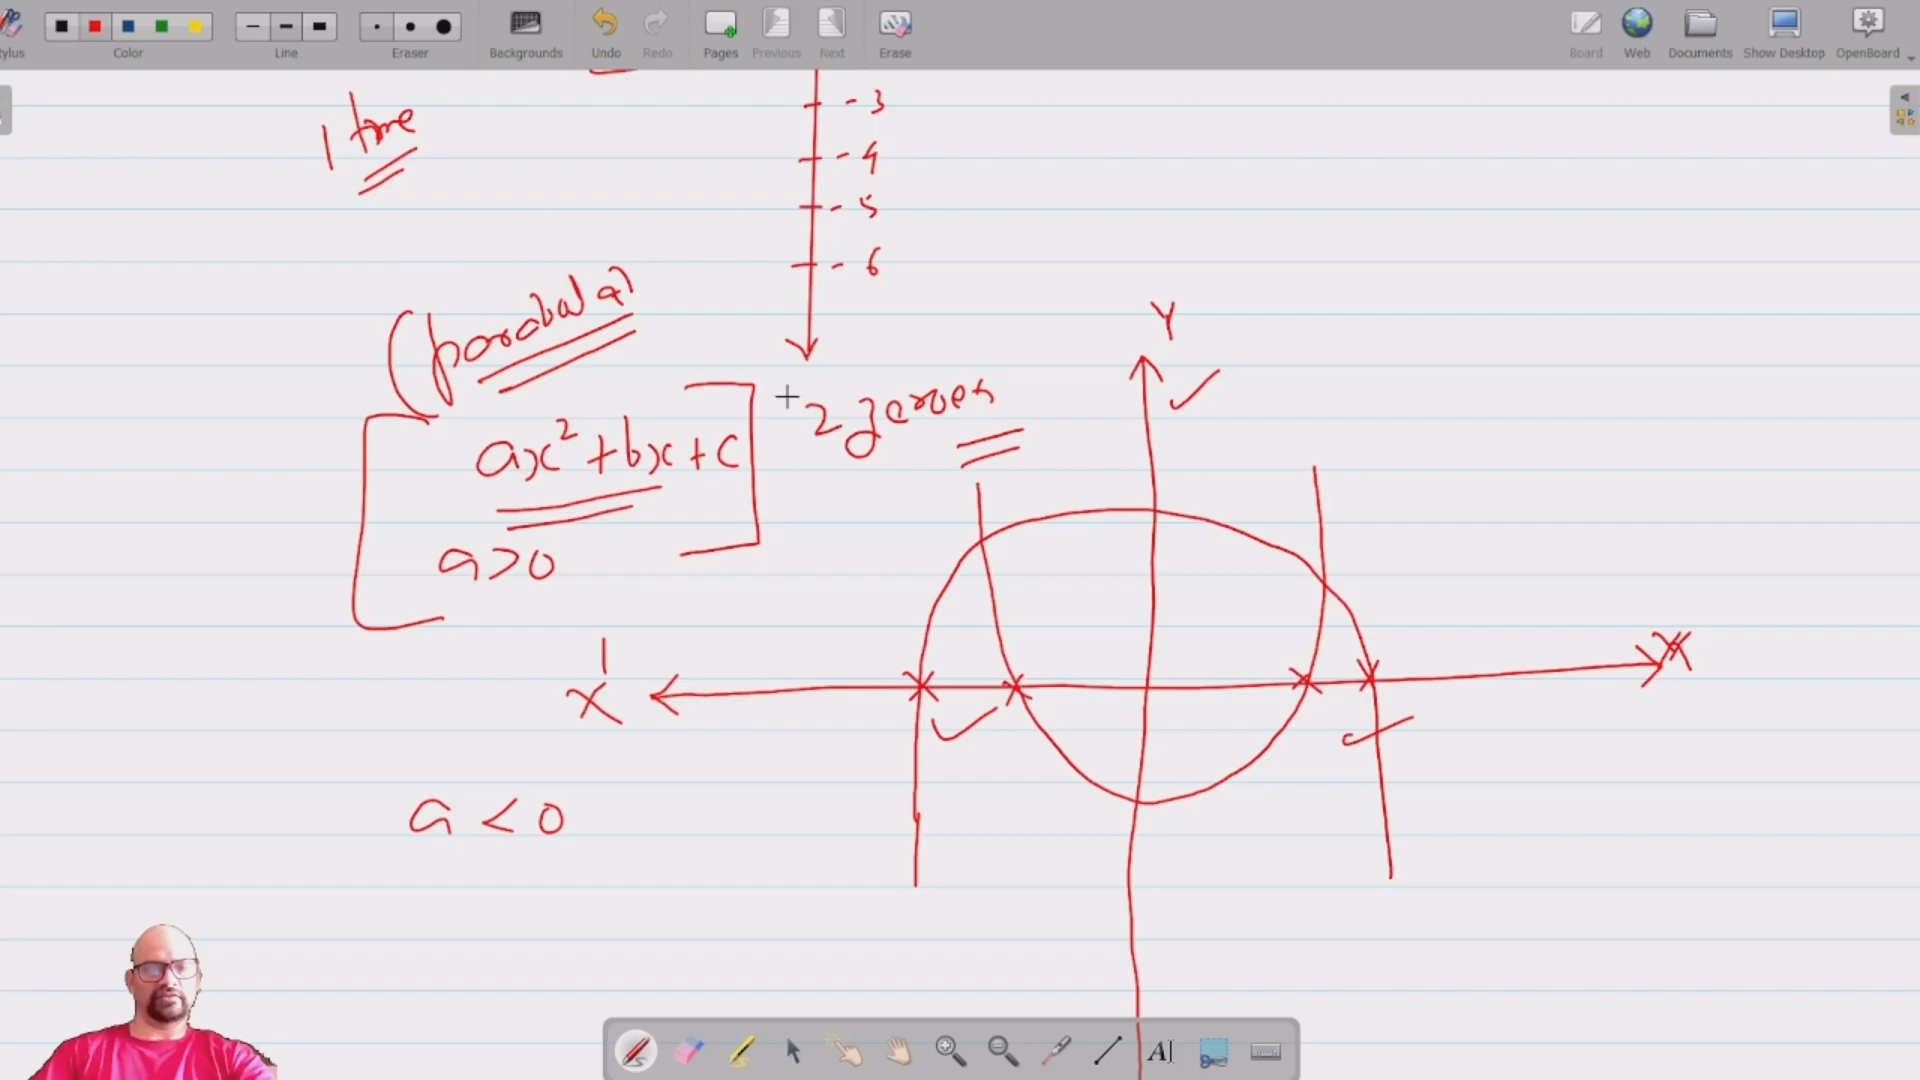 tylus
Color
Line
Eraser
Backgrounds
Undo
Redo
Pages
Previous
Next
Erase
Board
Web
Documents
Show Desktop
OpenBoard
1 time
-3
-4
-5
-6
(parabola)
2 zeroes
ax²+bx+c
a>0
Y
X
X'
a<0